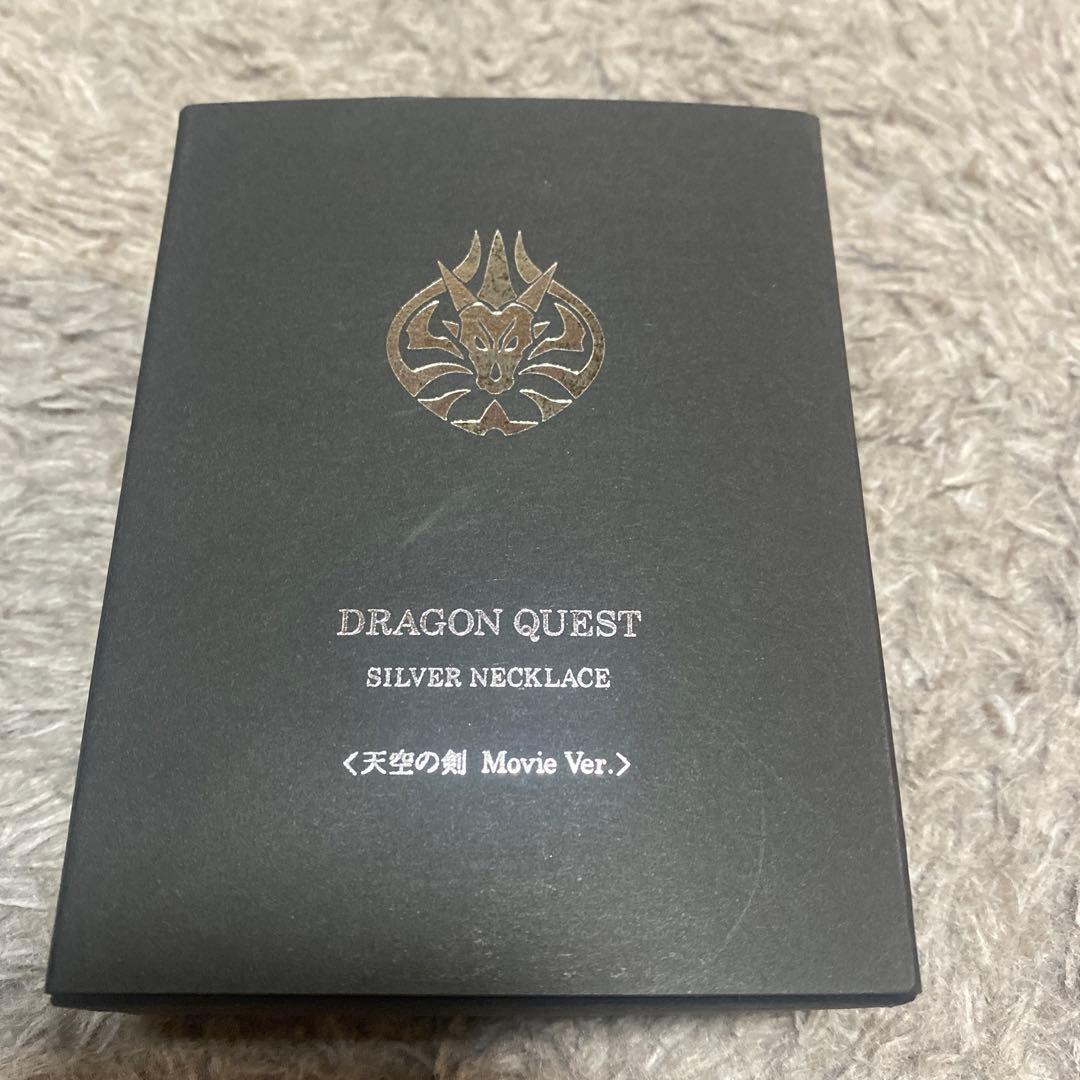 DRAGON QUEST
SILVER NECKLACE
〈天空の剣 Movie Ver.〉